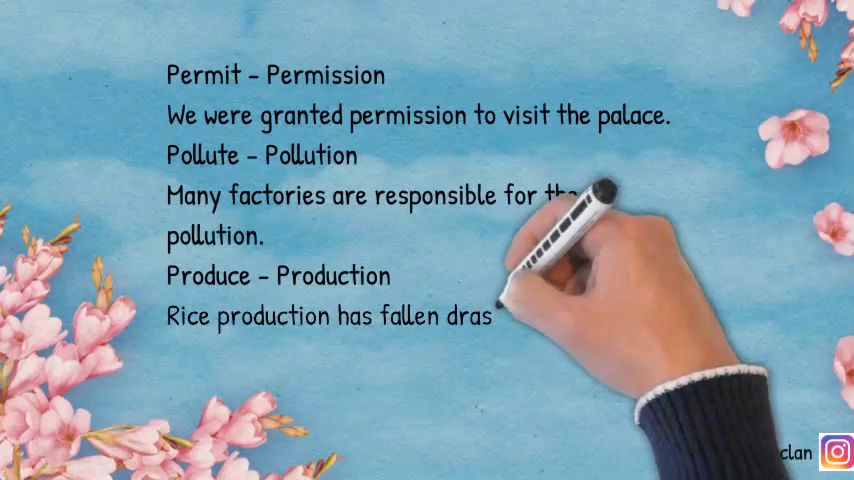 Permit - Permission
We were granted permission to visit the palace.
Pollute - Pollution
Many factories are responsible for the
pollution.
Produce - Production
Rice production has fallen dras
clan